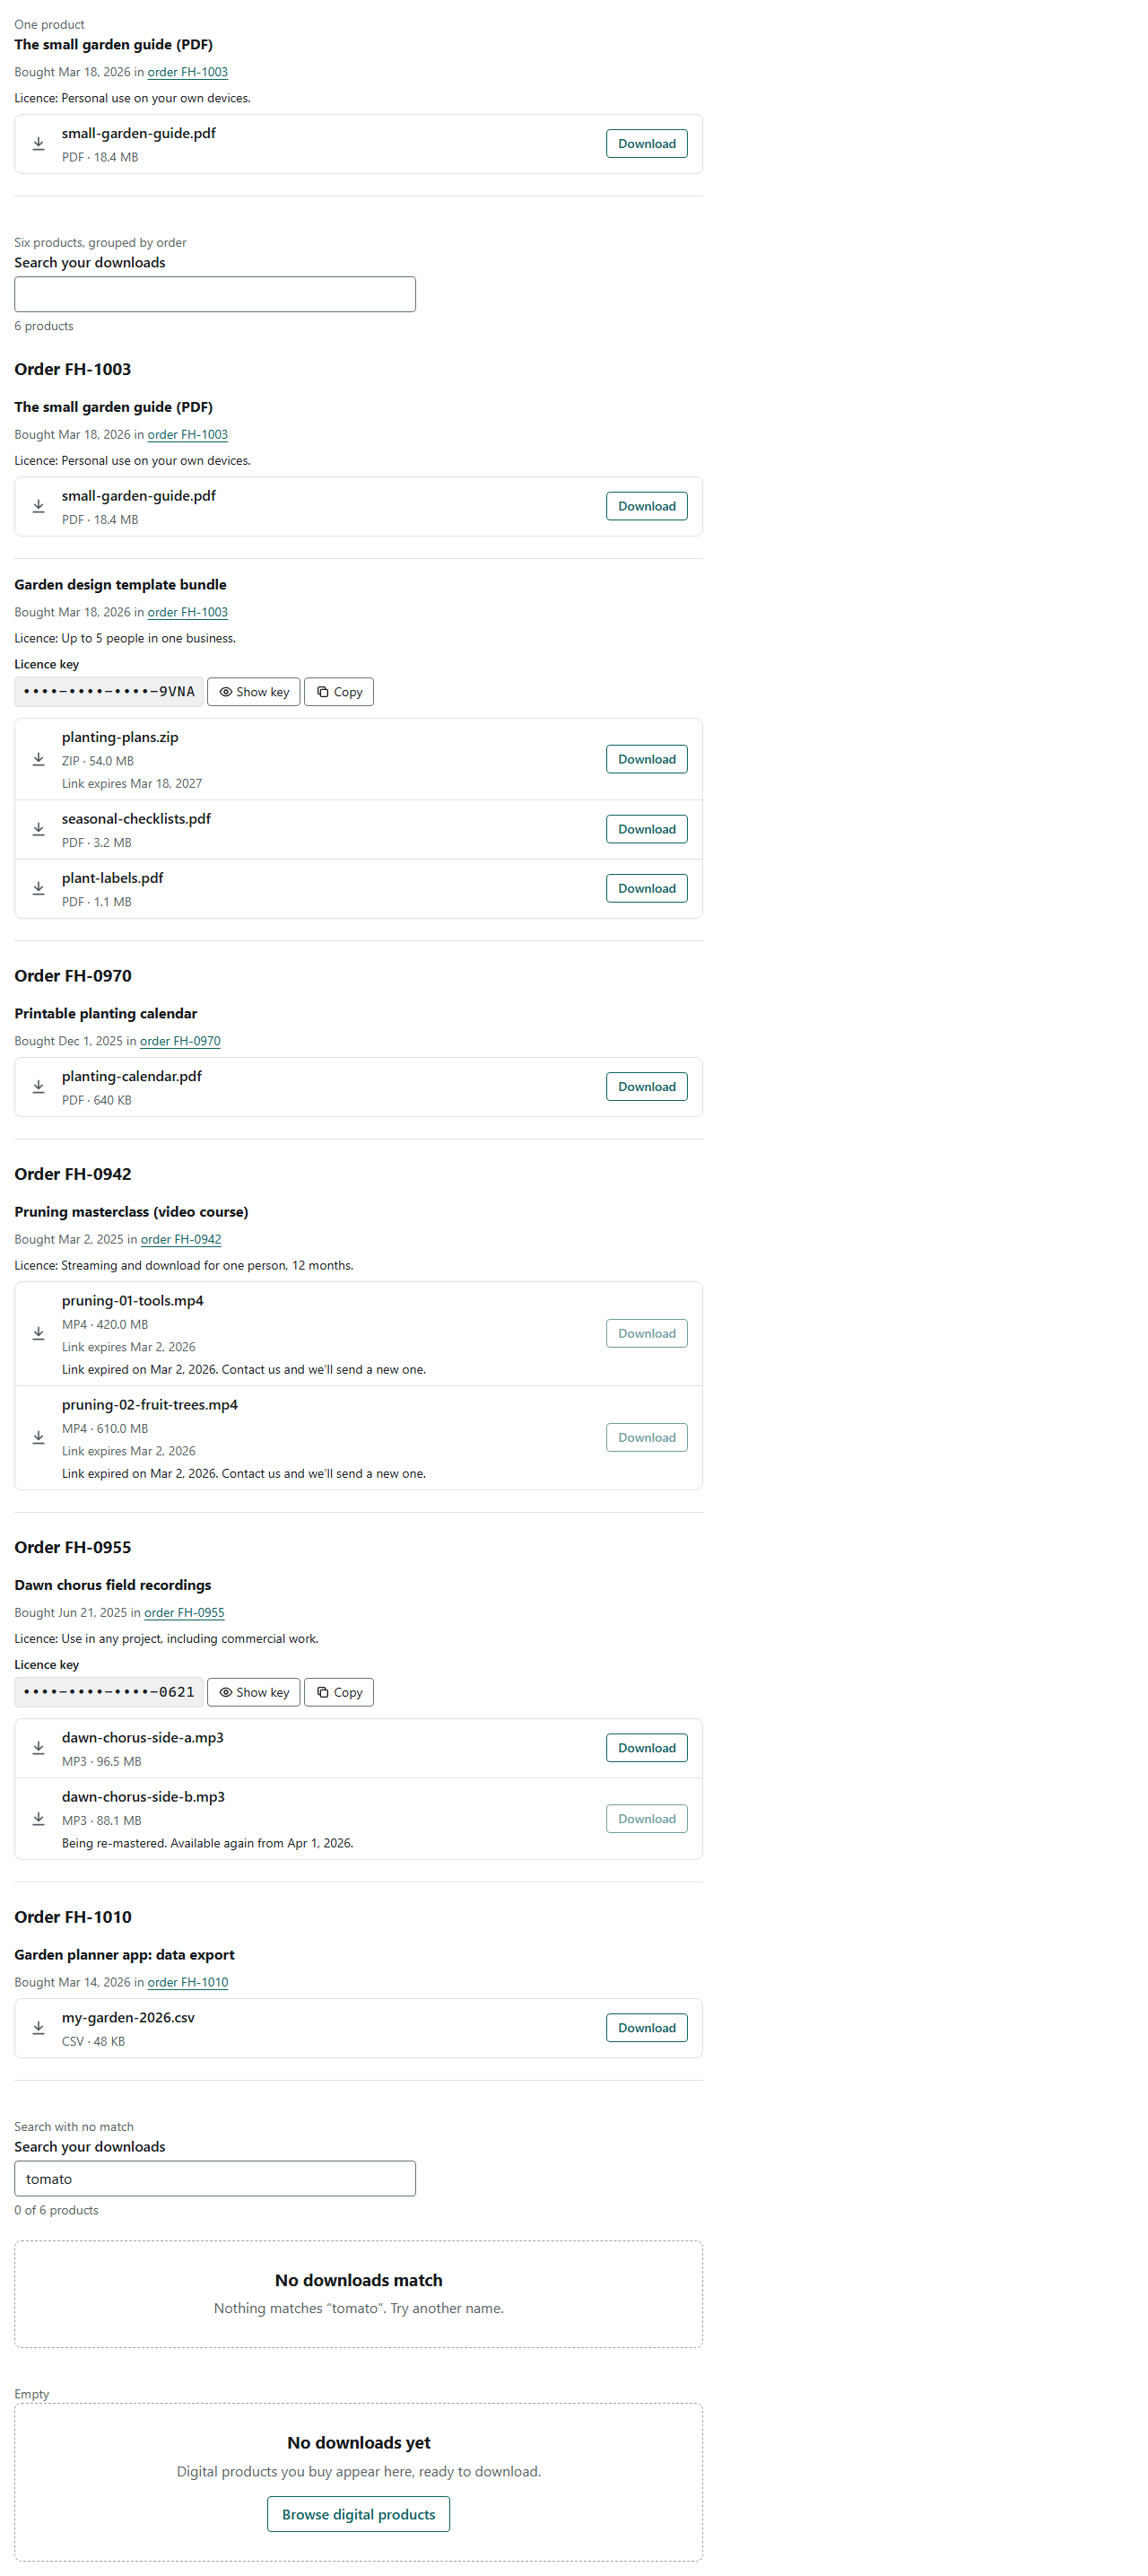 One product
The small garden guide (PDF)
Bought Mar 18, 2026 in order FH-1003
Licence: Personal use on your own devices.
small-garden-guide.pdf
Download
PDF · 18.4 MB
Six products, grouped by order
Search your downloads
6 products
Order FH-1003
The small garden guide (PDF)
Bought Mar 18, 2026 in order FH-1003
Licence: Personal use on your own devices.
small-garden-guide.pdf
Download
PDF · 18.4 MB
Garden design template bundle
Bought Mar 18, 2026 in order FH-1003
Licence: Up to 5 people in one business.
Licence key
••••-••••-••••-9VNA Show key Copy
planting-plans.zip
ZIP · 54.0 MB
Download
Link expires Mar 18, 2027
seasonal-checklists.pdf
Download
PDF · 3.2 MB
plant-labels.pdf
Download
PDF · 1.1 MB
Order FH-0970
Printable planting calendar
Bought Dec 1, 2025 in order FH-0970
planting-calendar.pdf
Download
PDF · 640 KB
Order FH-0942
Pruning masterclass (video course)
Bought Mar 2, 2025 in order FH-0942
Licence: Streaming and download for one person, 12 months.
pruning-01-tools.mp4
MP4 · 420.0 MB
Download
Link expires Mar 2, 2026
Link expired on Mar 2, 2026. Contact us and we’ll send a new one.
pruning-02-fruit-trees.mp4
MP4 · 610.0 MB
Download
Link expires Mar 2, 2026
Link expired on Mar 2, 2026. Contact us and we’ll send a new one.
Order FH-0955
Dawn chorus field recordings
Bought Jun 21, 2025 in order FH-0955
Licence: Use in any project, including commercial work.
Licence key
••••-••••-••••-0621 Show key Copy
dawn-chorus-side-a.mp3
Download
MP3 · 96.5 MB
dawn-chorus-side-b.mp3
MP3 · 88.1 MB
Download
Being re-mastered. Available again from Apr 1, 2026.
Order FH-1010
Garden planner app: data export
Bought Mar 14, 2026 in order FH-1010
my-garden-2026.csv
Download
CSV · 48 KB
Search with no match
Search your downloads
tomato
0 of 6 products
No downloads match
Nothing matches “tomato”. Try another name.
Empty
No downloads yet
Digital products you buy appear here, ready to download.
Browse digital products